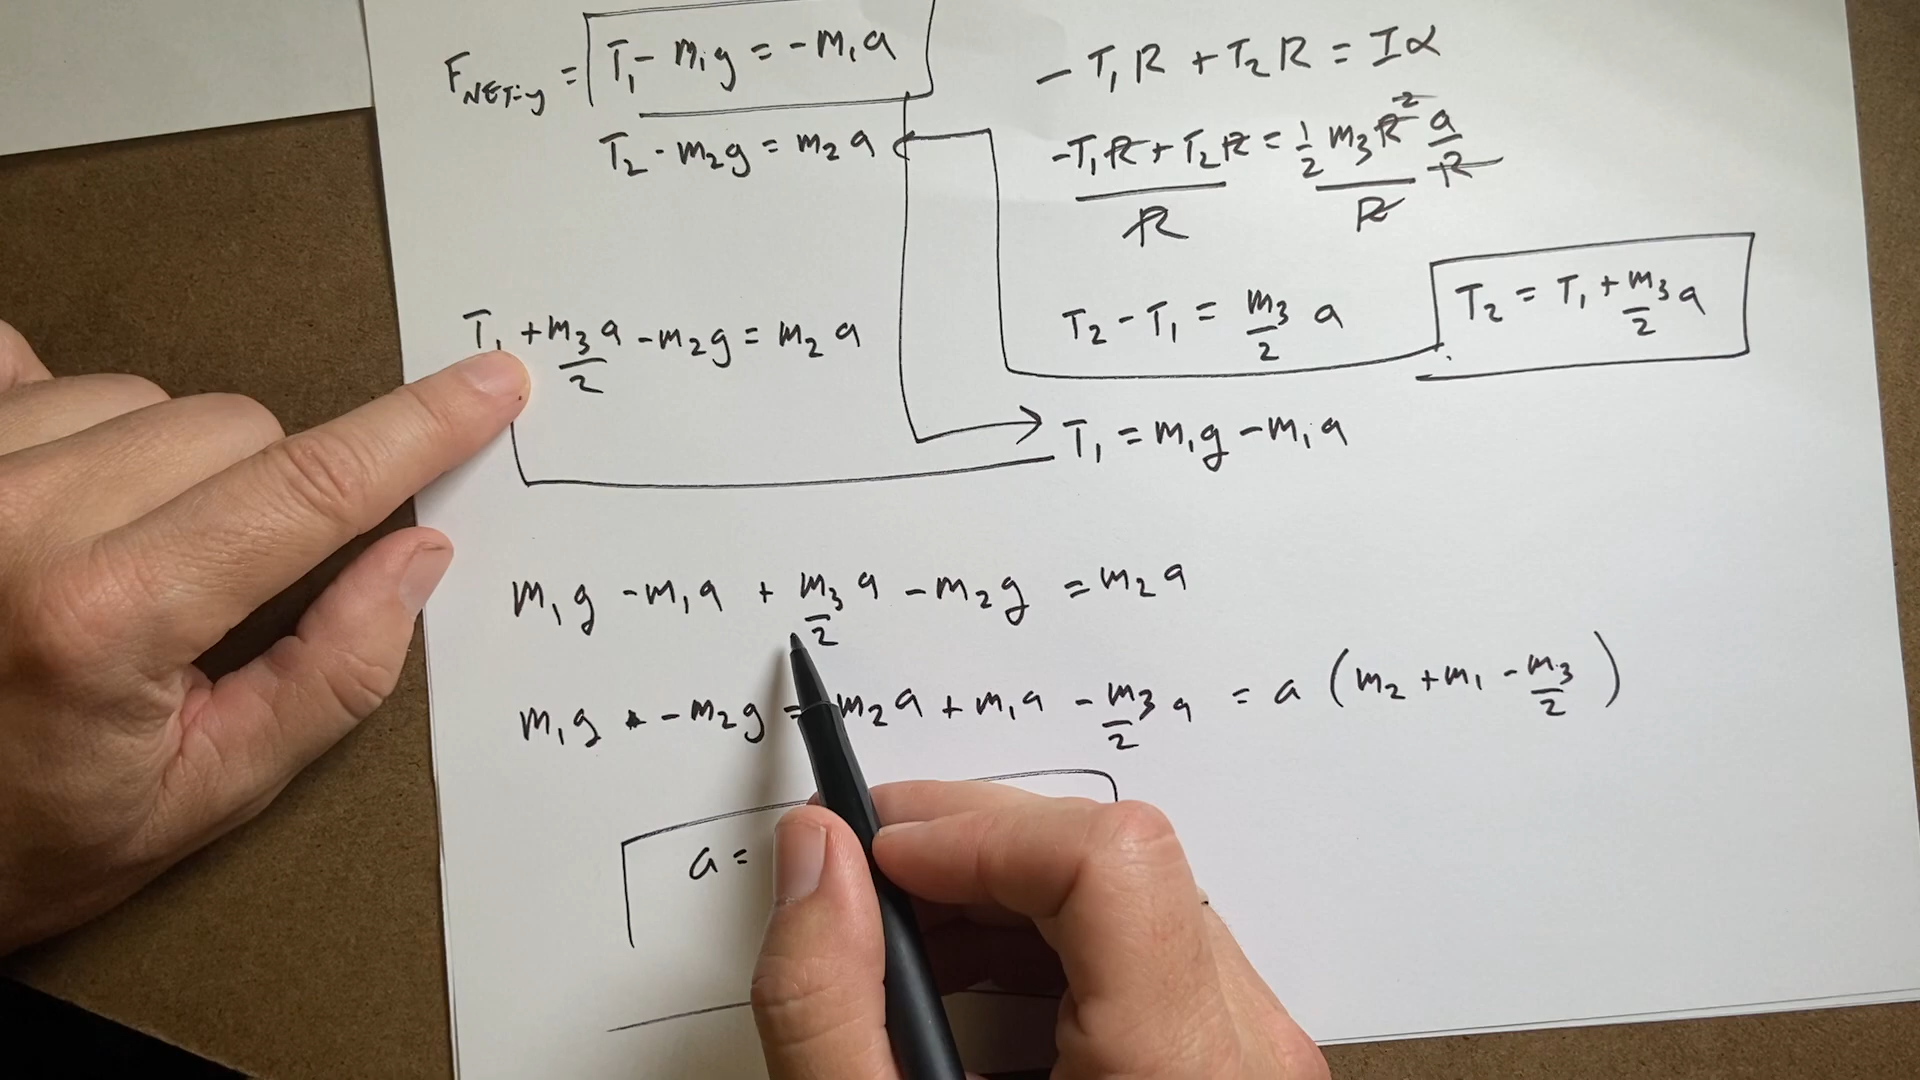 F_NET-y = T₁ - m₁g = -m₁a
T₂ - m₂g = m₂a
-T₁R + T₂R = Iα
(-T₁R + T₂R)/R = (½ m₃R²)/R a/R
T₁ + m₃/2 a - m₂g = m₂a
T₂ - T₁ = m₃/2 a
T₂ = T₁ + m₃/2 a
T₁ = m₁g - m₁a
m₁g - m₁a + m₃/2 a - m₂g = m₂a
m₁g - m₂g = m₂a + m₁a - m₃/2 a = a (m₂ + m₁ - m₃/2)
a =